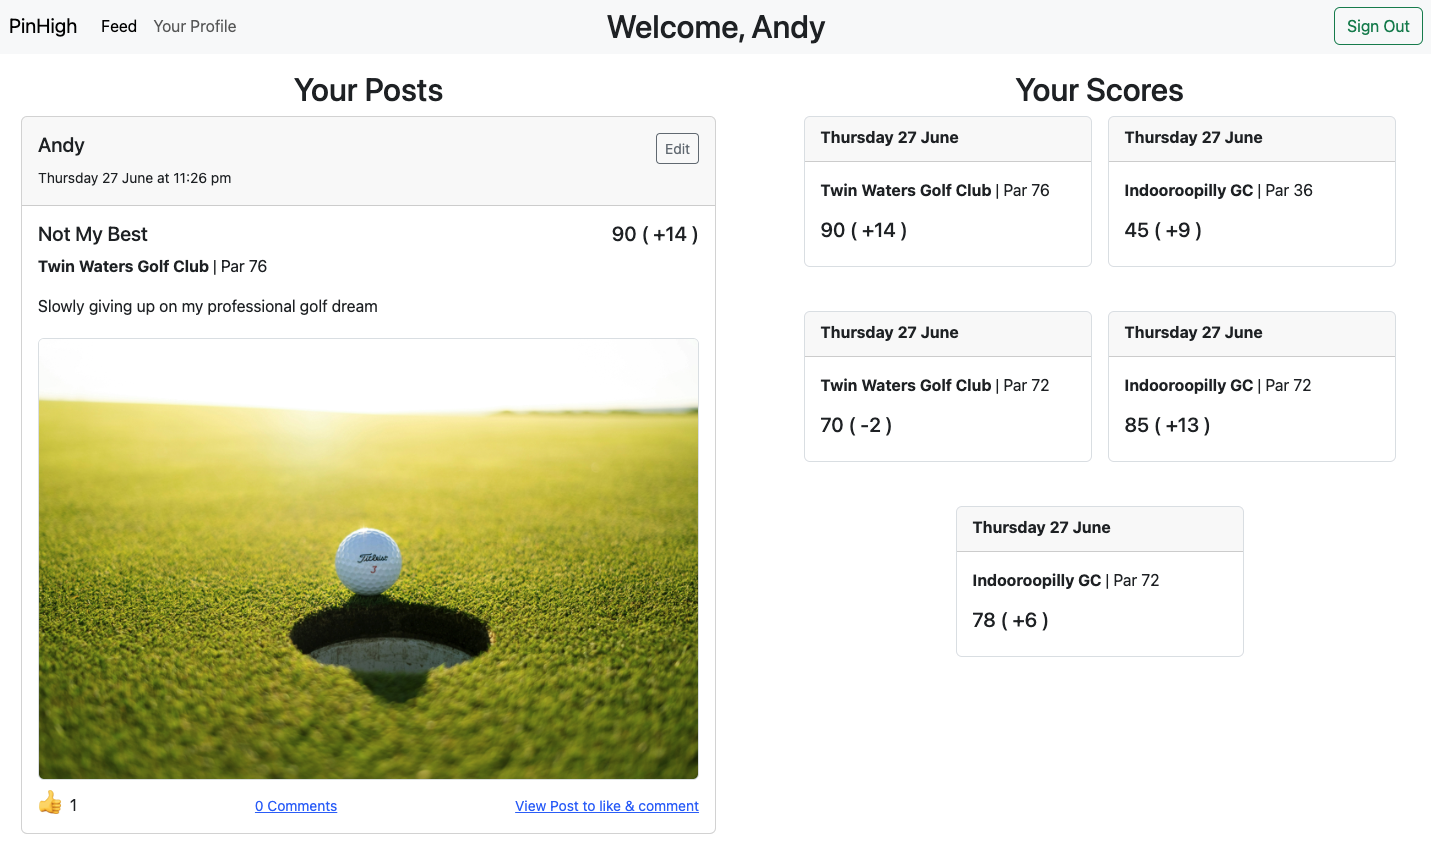 PinHigh Feed Your Profile Welcome, Andy Sign Out
Your Posts
Andy
Edit
Thursday 27 June at 11:26 pm
Not My Best 90 ( +14 )
Twin Waters Golf Club | Par 76
Slowly giving up on my professional golf dream
Titleist
3
1 0 Comments View Post to like & comment
Your Scores
Thursday 27 June
Twin Waters Golf Club | Par 76
90 ( +14 )
Thursday 27 June
Indooroopilly GC | Par 36
45 ( +9 )
Thursday 27 June
Twin Waters Golf Club | Par 72
70 ( -2 )
Thursday 27 June
Indooroopilly GC | Par 72
85 ( +13 )
Thursday 27 June
Indooroopilly GC | Par 72
78 ( +6 )